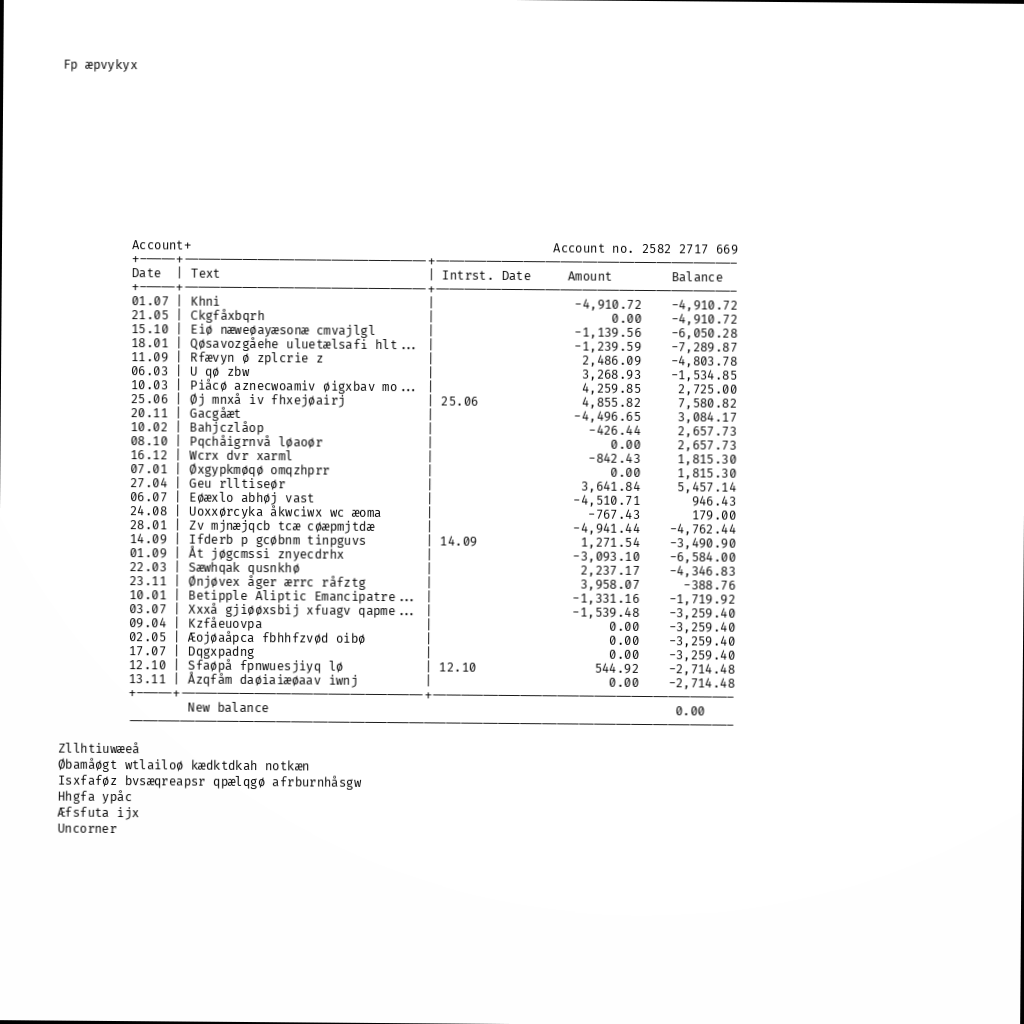 Fp æpvykyx
Account+ Account no. 2582 2717 669
Date | Text | Intrst. Date Amount Balance
01.07 | Khni | -4,910.72 -4,910.72
21.05 | Ckgfåxbqrh | 0.00 -4,910.72
15.10 | Eiø næweøayæsonæ cmvajlgl | -1,139.56 -6,050.28
18.01 | Qøsavozgåehe uluetælsafi hlt... | -1,239.59 -7,289.87
11.09 | Rfævyn ø zplcrie z | 2,486.09 -4,803.78
06.03 | U qø zbw | 3,268.93 -1,534.85
10.03 | Piåcø aznecwoamiv øigxbav mo... | 4,259.85 2,725.00
25.06 | Øj mnxå iv fhxejøairj | 25.06 4,855.82 7,580.82
20.11 | Gacgåæt | -4,496.65 3,084.17
10.02 | Bahjczlåop | -426.44 2,657.73
08.10 | Pqchåigrnvå løaoør | 0.00 2,657.73
16.12 | Wcrx dvr xarml | -842.43 1,815.30
07.01 | Øxgypkmøqø omqzhprr | 0.00 1,815.30
27.04 | Geu rlltiseør | 3,641.84 5,457.14
06.07 | Eøæxlo abhøj vast | -4,510.71 946.43
24.08 | Uoxxørcyka åkwciwx wc æoma | -767.43 179.00
28.01 | Zv mjnæjqcb tcæ cøæpmjtdæ | -4,941.44 -4,762.44
14.09 | Ifderb p gcøbnm tinpguvs | 14.09 1,271.54 -3,490.90
01.09 | Åt jøgcmssi znyecdrhx | -3,093.10 -6,584.00
22.03 | Sæwhqak qusnkhø | 2,237.17 -4,346.83
23.11 | Ønjøvex åger ærrc råfztg | 3,958.07 -388.76
10.01 | Betipple Aliptic Emancipatre... | -1,331.16 -1,719.92
03.07 | Xxxå gjiøøxsbij xfuagv qapme... | -1,539.48 -3,259.40
09.04 | Kzfåeuovpa | 0.00 -3,259.40
02.05 | Æojøaåpca fbhhfzvød oibø | 0.00 -3,259.40
17.07 | Dqgxpadng | 0.00 -3,259.40
12.10 | Sfaøpå fpnwuesjiyq lø | 12.10 544.92 -2,714.48
13.11 | Åzqfåm daøiaiæøaav iwnj | 0.00 -2,714.48
New balance 0.00
Zllhtiuwæeå
Øbamåøgt wtlailoø kædktdkah notkæn
Isxfaføz bvsæqreapsr qpælqgø afrburnhåsgw
Hhgfa ypåc
Æfsfuta ijx
Uncorner